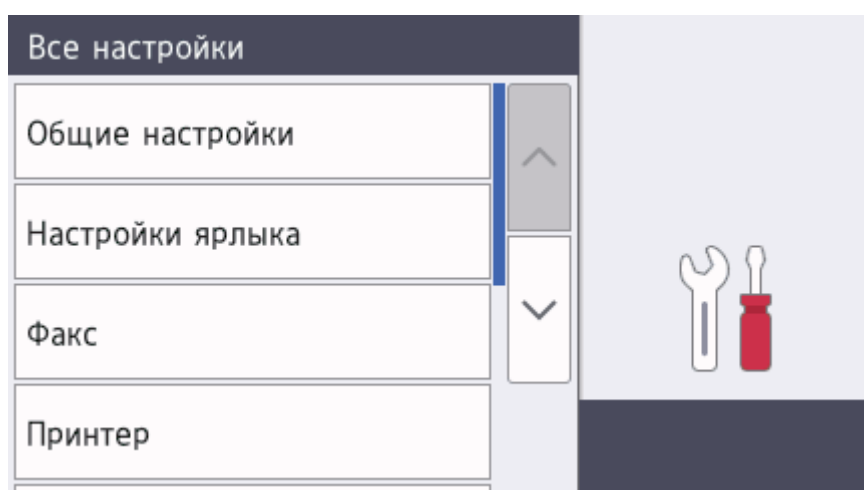 Все настройки
Общие настройки
Настройки ярлыка
Факс
Принтер